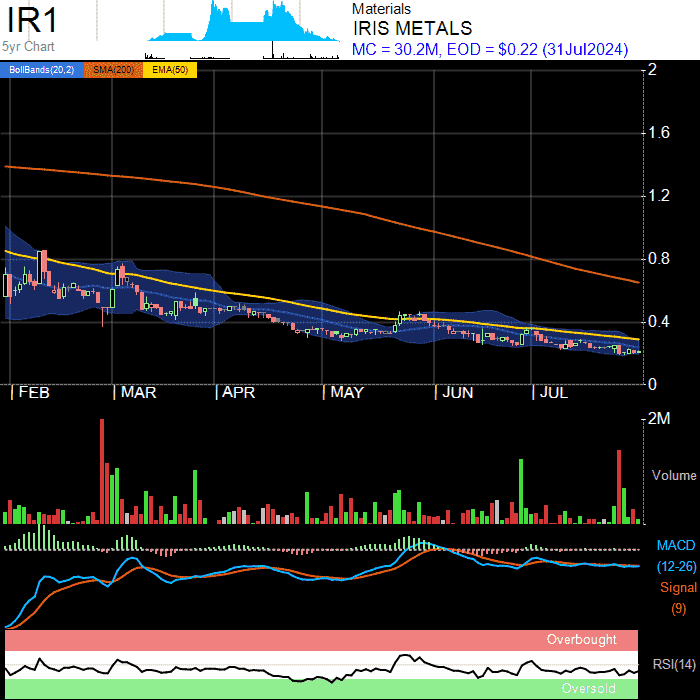 IR1
5yr Chart
Materials
IRIS METALS
MC = 30.2M, EOD = $0.22 (31Jul2024)
BollBands(20,2) SMA(200) EMA(50)
2
1.6
1.2
0.8
0.4
0
FEB MAR APR MAY JUN JUL
2M
Volume
MACD
(12-26)
Signal
(9)
Overbought
RSI(14)
Oversold